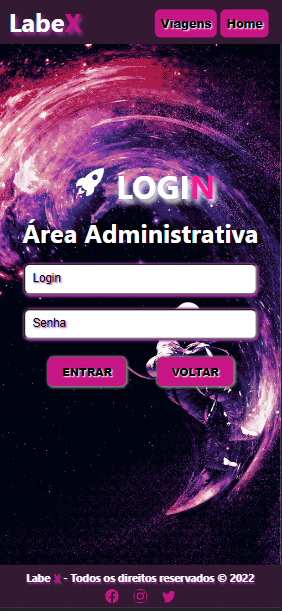 LabeX
Viagens
Home
LOGIN
Área Administrativa
Login
Senha
ENTRAR
VOLTAR
Labe X - Todos os direitos reservados © 2022